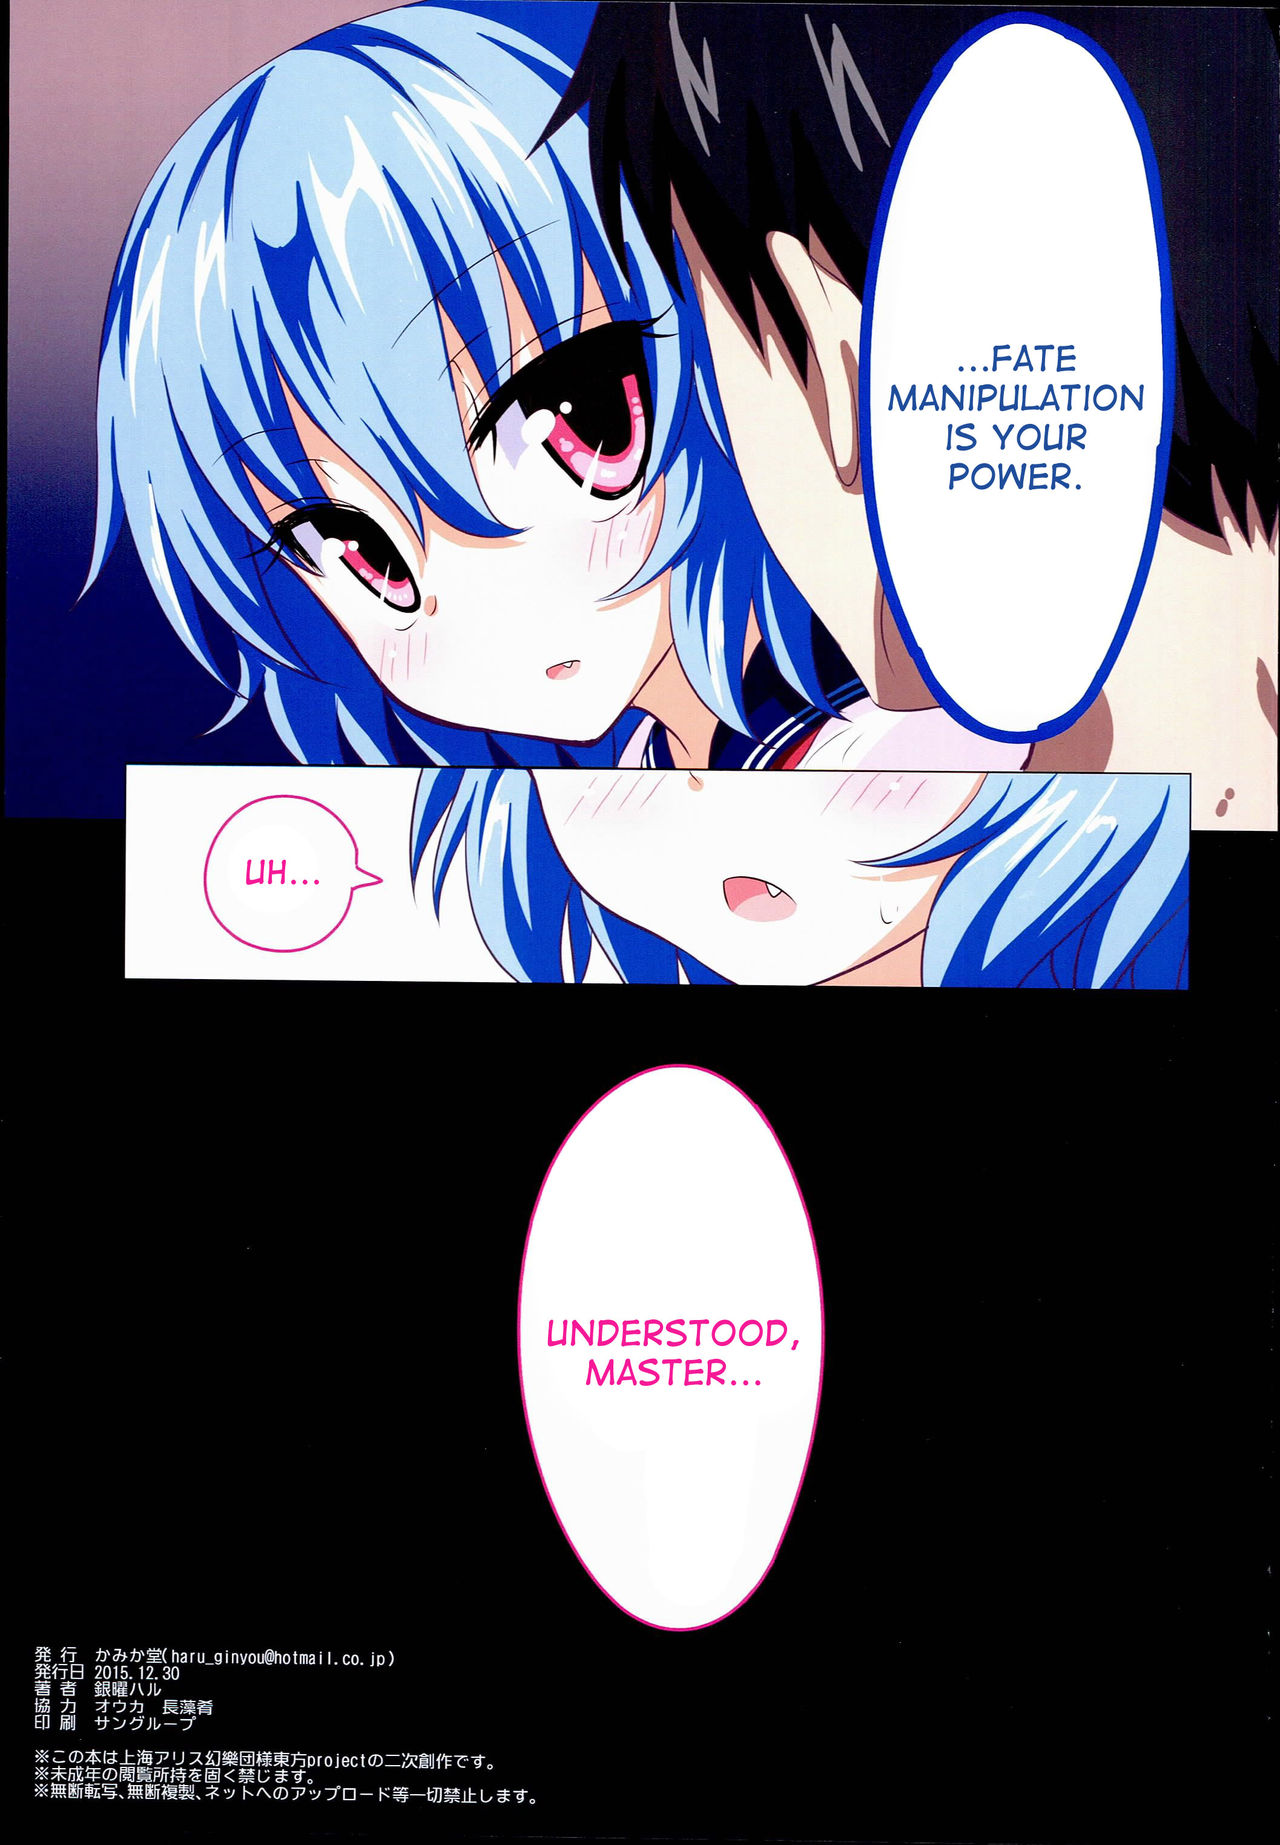 ...FATE
MANIPULATION
IS YOUR
POWER.
UH...
UNDERSTOOD,
MASTER...
発 行　かみか堂(haru_ginyou@hotmail.co.jp)
発行日 2015.12.30
著 者　銀曜ハル
協 力　オウカ　長藻肴
印 刷　サングループ
※この本は上海アリス幻樂団様東方projectの二次創作です。
※未成年の閲覧所持を固く禁じます。
※無断転写、無断複製、ネットへのアップロード等一切禁止します。